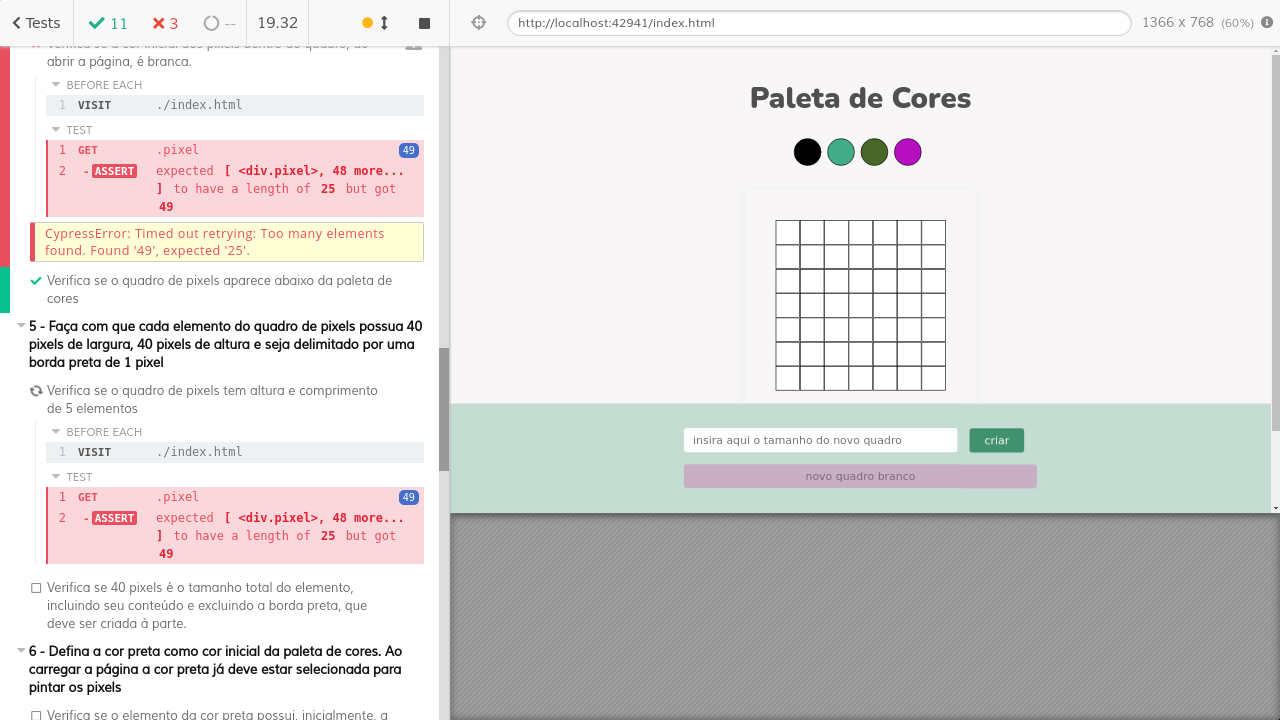 Tests
11
3
--
19.32
http://localhost:42941/index.html
1366 x 768 (60%)
Verifica se a cor inicial dos pixels dentro do quadro, ao
abrir a página, é branca.
BEFORE EACH
1 VISIT ./index.html
TEST
1 GET .pixel 49
2 -ASSERT expected [ <div.pixel>, 48 more...
] to have a length of 25 but got
49
CypressError: Timed out retrying: Too many elements
found. Found '49', expected '25'.
Verifica se o quadro de pixels aparece abaixo da paleta de
cores
5 - Faça com que cada elemento do quadro de pixels possua 40
pixels de largura, 40 pixels de altura e seja delimitado por uma
borda preta de 1 pixel
Verifica se o quadro de pixels tem altura e comprimento
de 5 elementos
BEFORE EACH
1 VISIT ./index.html
TEST
1 GET .pixel 49
2 -ASSERT expected [ <div.pixel>, 48 more...
] to have a length of 25 but got
49
Verifica se 40 pixels é o tamanho total do elemento,
incluindo seu conteúdo e excluindo a borda preta, que
deve ser criada à parte.
6 - Defina a cor preta como cor inicial da paleta de cores. Ao
carregar a página a cor preta já deve estar selecionada para
pintar os pixels
Verifica se o elemento da cor preta possui, inicialmente, a
Paleta de Cores
insira aqui o tamanho do novo quadro
criar
novo quadro branco